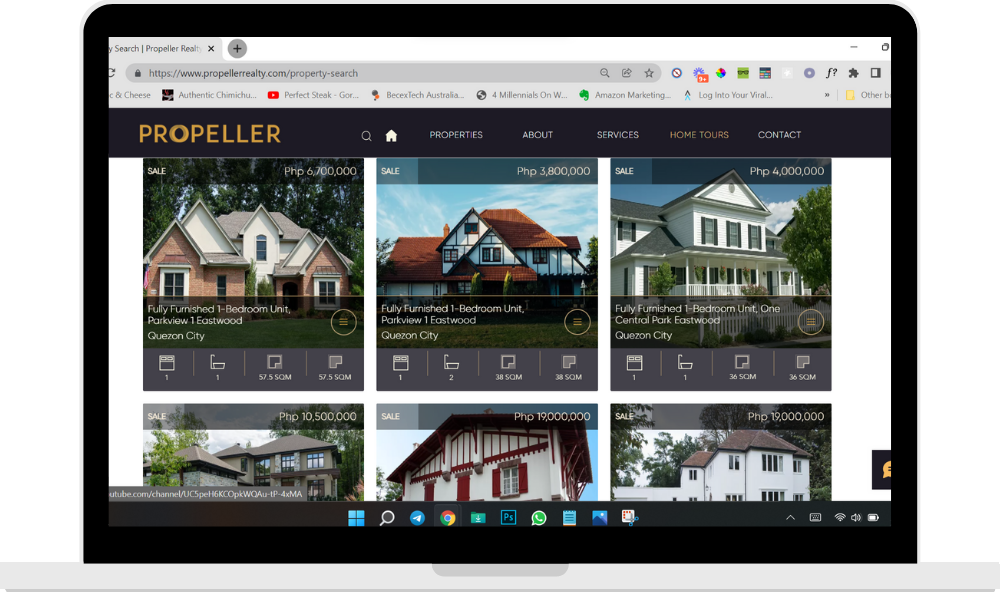 y Search | Propeller Realty
https://www.propellerrealty.com/property-search
9+
f?
c & Cheese
Authentic Chimichu...
Perfect Steak - Gor...
BecexTech Australia...
4 Millennials On W...
Amazon Marketing...
Log Into Your Viral...
»
Other b
PROPELLER
PROPERTIES
ABOUT
SERVICES
HOME TOURS
CONTACT
SALE
Php 6,700,000
Fully Furnished 1-Bedroom Unit,
Parkview 1 Eastwood
Quezon City
1
1
57.5 SQM
57.5 SQM
SALE
Php 3,800,000
Fully Furnished 1-Bedroom Unit,
Parkview 1 Eastwood
Quezon City
1
2
38 SQM
38 SQM
SALE
Php 4,000,000
Fully Furnished 1-Bedroom Unit, One
Central Park Eastwood
Quezon City
1
1
36 SQM
36 SQM
SALE
Php 10,500,000
SALE
Php 19,000,000
SALE
Php 19,000,000
utube.com/channel/UC5peH6KCOpkWQAu-tP-4xMA
Ps